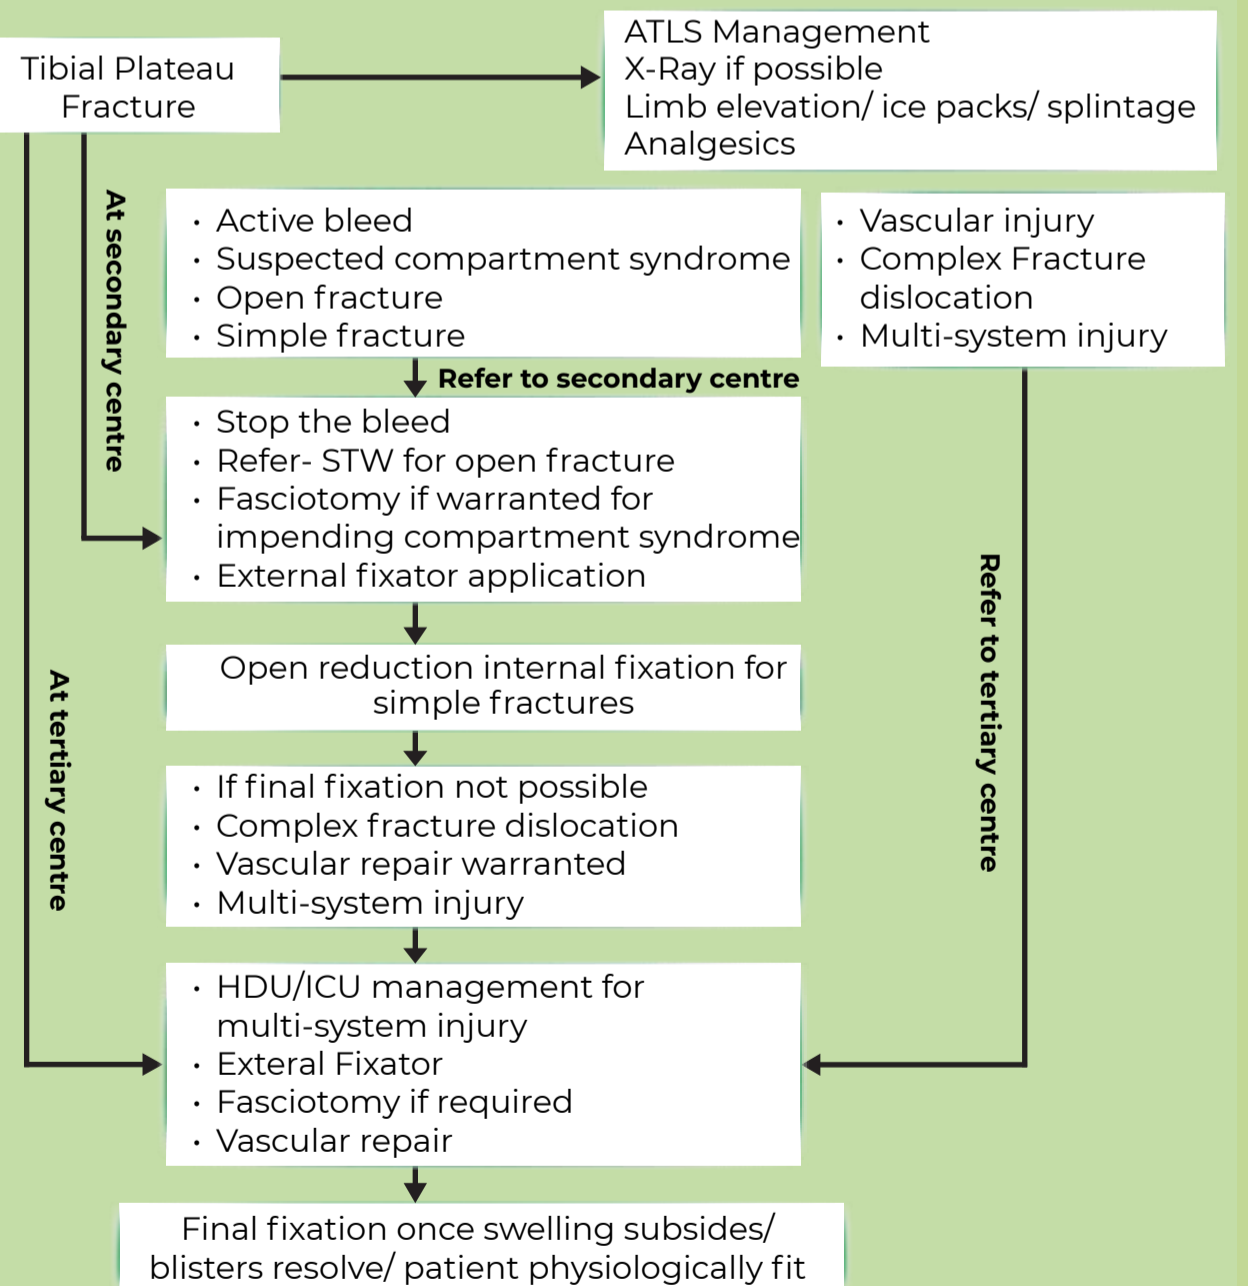 Tibial Plateau
Fracture
ATLS Management
X-Ray if possible
Limb elevation/ ice packs/ splintage
Analgesics
At secondary centre
At tertiary centre
· Active bleed
· Suspected compartment syndrome
· Open fracture
· Simple fracture
· Vascular injury
· Complex Fracture
dislocation
· Multi-system injury
Refer to secondary centre
· Stop the bleed
· Refer- STW for open fracture
· Fasciotomy if warranted for
impending compartment syndrome
· External fixator application
Refer to tertiary centre
Open reduction internal fixation for
simple fractures
· If final fixation not possible
· Complex fracture dislocation
· Vascular repair warranted
· Multi-system injury
· HDU/ICU management for
multi-system injury
· Exteral Fixator
· Fasciotomy if required
· Vascular repair
Final fixation once swelling subsides/
blisters resolve/ patient physiologically fit